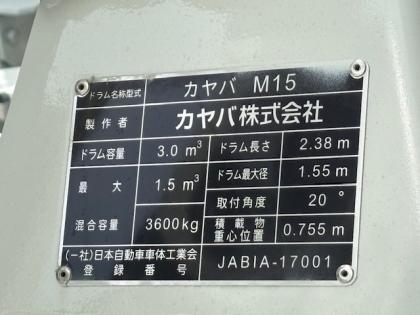 ドラム名称型式 カヤバ M15
製作者 カヤバ株式会社
ドラム容量 3.0 m³ ドラム長さ 2.38 m
最大 1.5 m³ ドラム最大径 1.55 m
取付角度 20°
混合容量 3600kg 積載物重心位置 0.755 m
(一社)日本自動車車体工業会
登録番号 JABIA-17001